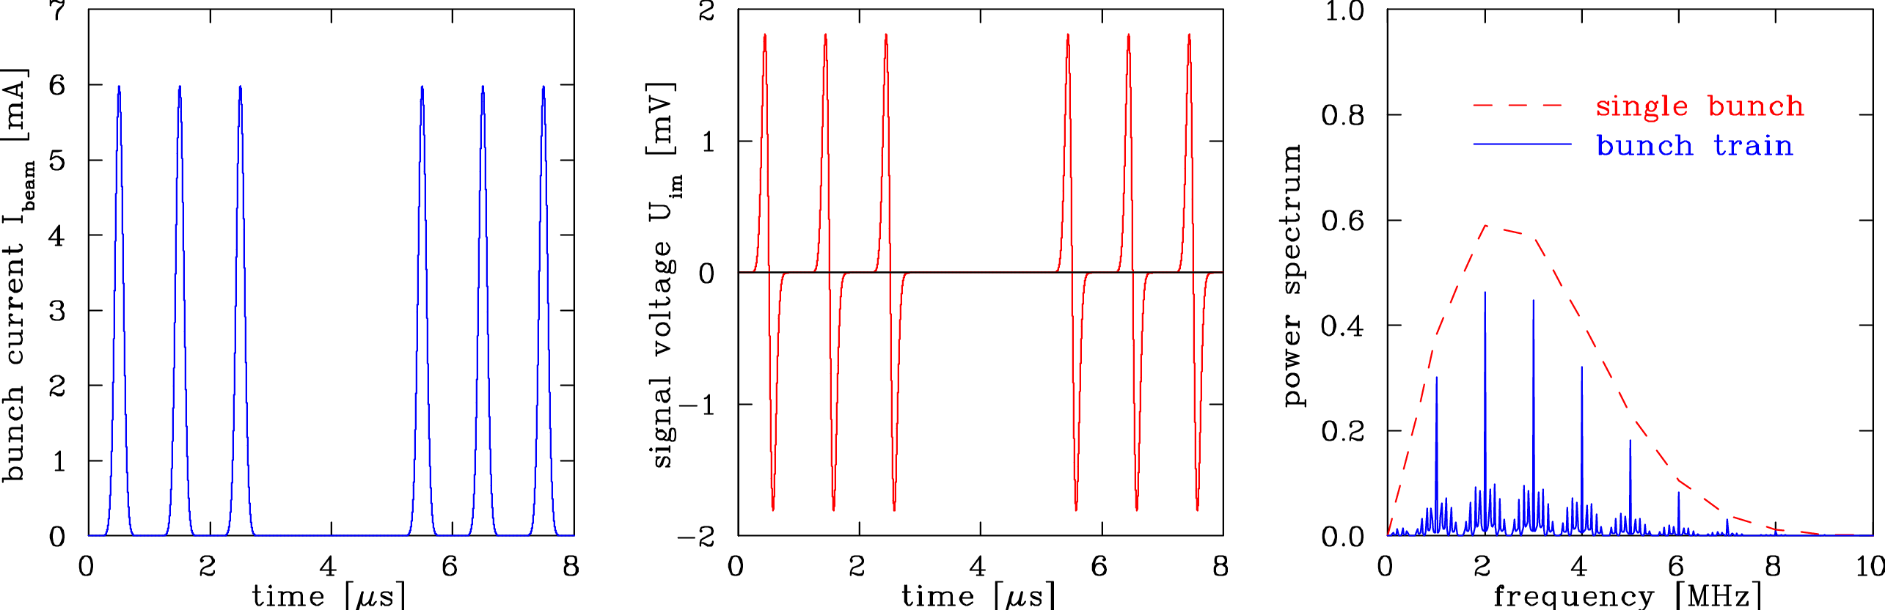 7
6
5
4
3
2
1
0
0 2 4 6 8
time [μs]
bunch current I_beam [mA]
2
1
0
−1
−2
0 2 4 6 8
time [μs]
signal voltage U_im [mV]
1.0
0.8
0.6
0.4
0.2
0.0
0 2 4 6 8 10
frequency [MHz]
power spectrum
single bunch
bunch train